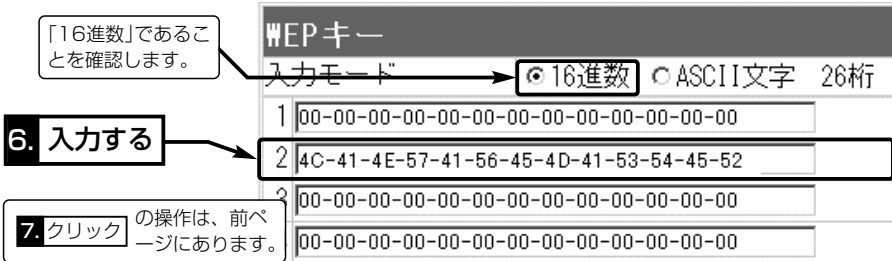 「16進数」であるこ
とを確認します。
WEPキー
入力モード ⦿16進数 ○ASCII文字 26桁
1 00-00-00-00-00-00-00-00-00-00-00-00-00
6. 入力する
2 4C-41-4E-57-41-56-45-4D-41-53-54-45-52
3 00-00-00-00-00-00-00-00-00-00-00-00-00
7. クリック の操作は、前ペ
ージにあります。
00-00-00-00-00-00-00-00-00-00-00-00-00